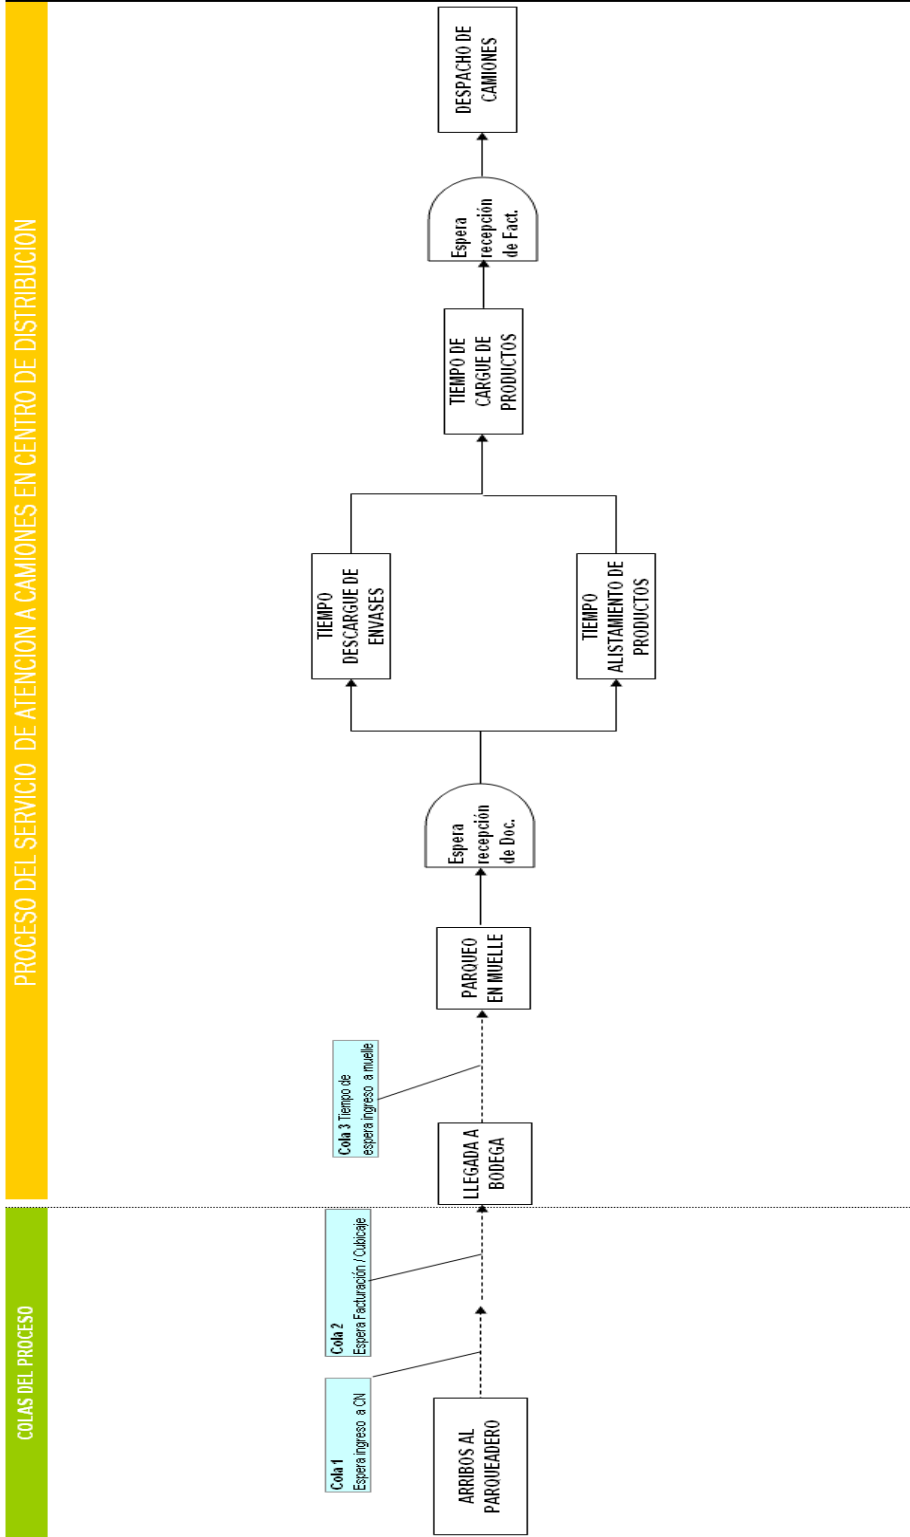 COLAS DEL PROCESO
PROCESO DEL SERVICIO DE ATENCION A CAMIONES EN CENTRO DE DISTRIBUCION
Cola 1
Espera ingreso a CN
Cola 2
Espera Facturación / Cubicaje
Cola 3 Tiempo de
espera ingreso a muelle
ARRIBOS AL
PARQUEADERO
LLEGADA A
BODEGA
PARQUEO
EN MUELLE
Espera
recepción
de Doc.
TIEMPO
DESCARGUE DE
ENVASES
TIEMPO
ALISTAMIENTO DE
PRODUCTOS
TIEMPO DE
CARGUE DE
PRODUCTOS
Espera
recepción
de Fact.
DESPACHO DE
CAMIONES